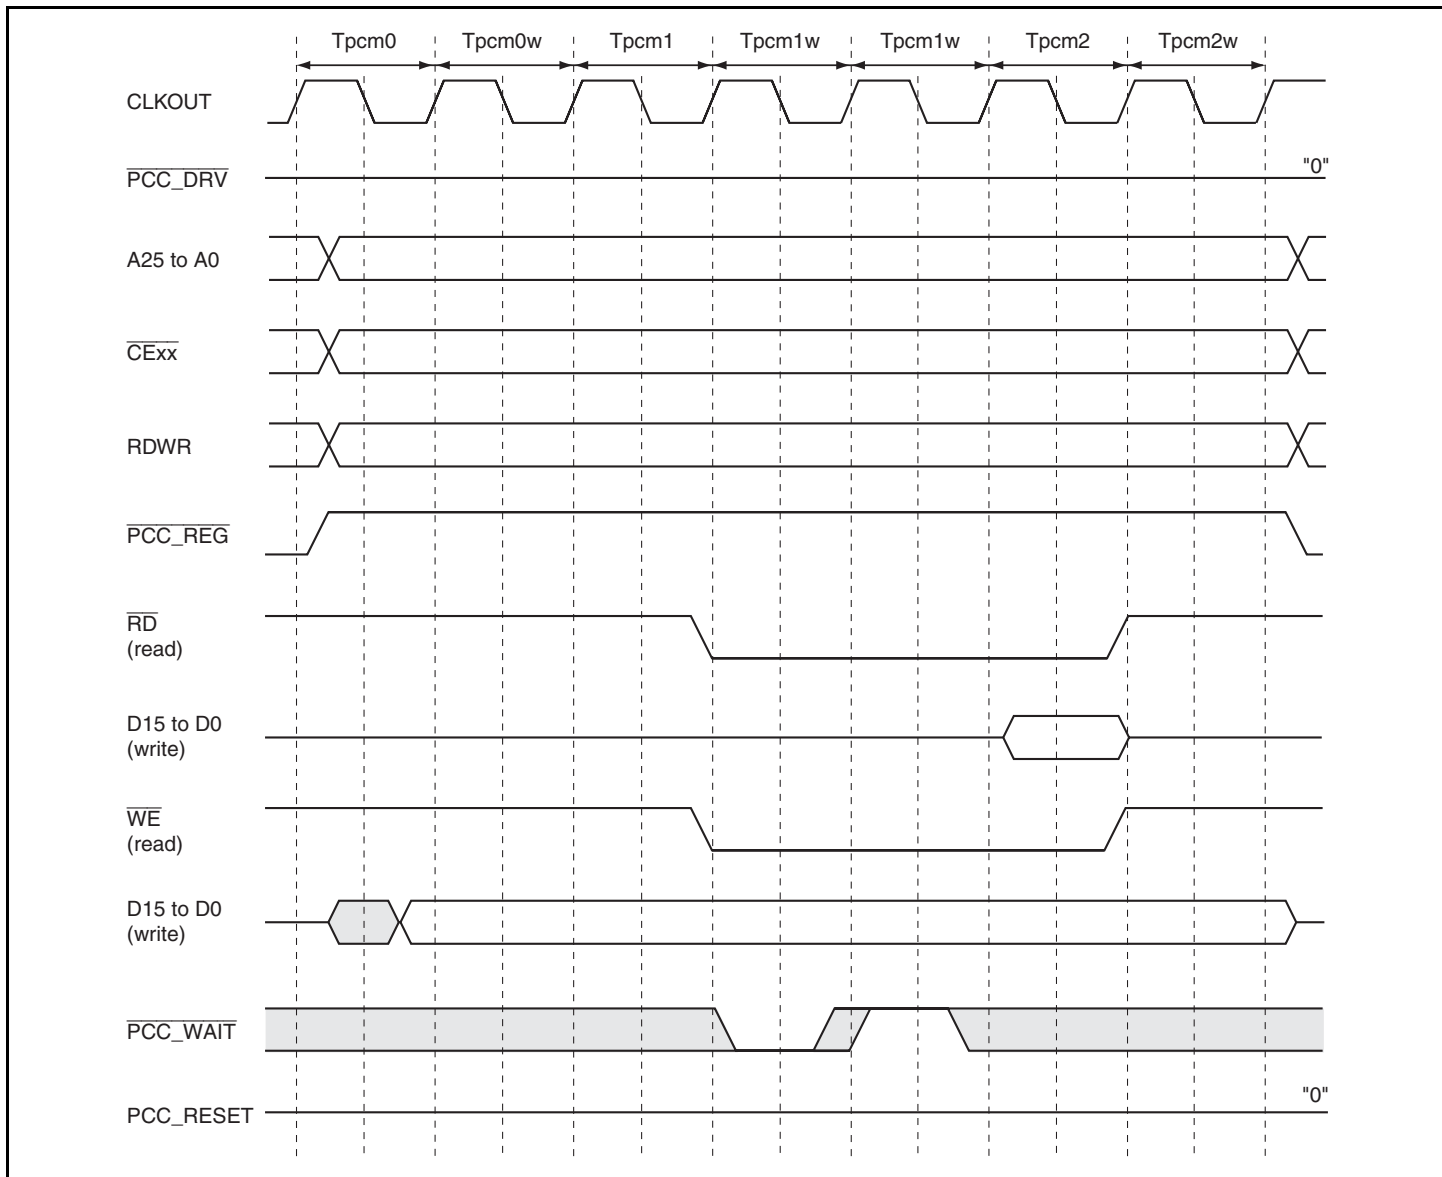 Tpcm0 Tpcm0w Tpcm1 Tpcm1w Tpcm1w Tpcm2 Tpcm2w
CLKOUT
PCC_DRV "0"
A25 to A0
CExx
RDWR
PCC_REG
RD
(read)
D15 to D0
(write)
WE
(read)
D15 to D0
(write)
PCC_WAIT
PCC_RESET "0"